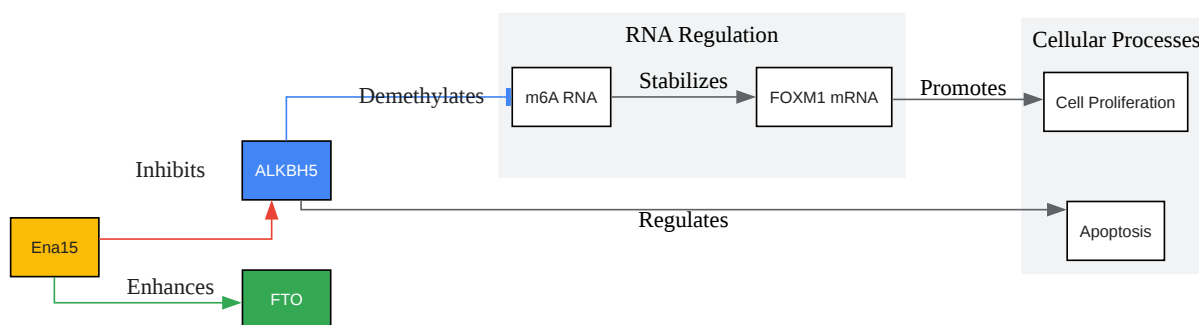 RNA Regulation
Cellular Processes
Demethylates
m6A RNA
Stabilizes
FOXM1 mRNA
Promotes
Cell Proliferation
Inhibits
ALKBH5
Regulates
Apoptosis
Ena15
Enhances
FTO